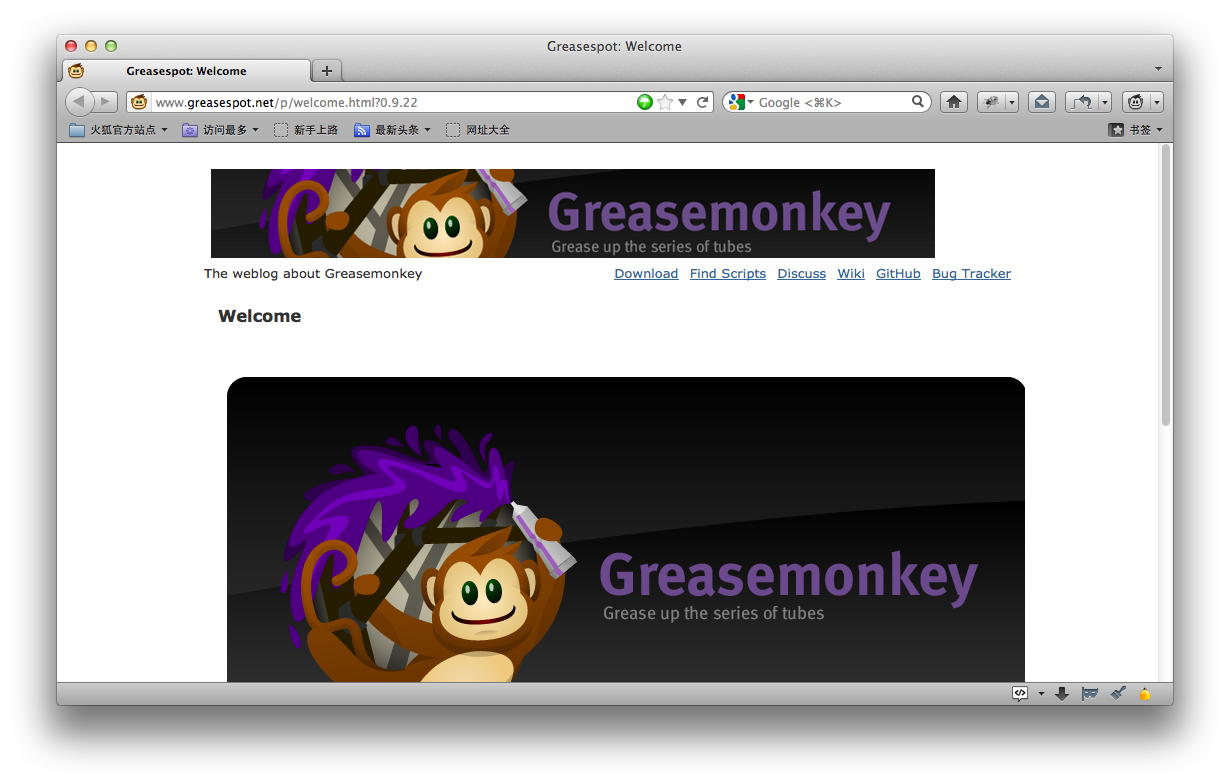 Greasespot: Welcome
Greasespot: Welcome
www.greasespot.net/p/welcome.html?0.9.22
Google <⌘K>
火狐官方站点 访问最多 新手上路 最新头条 网址大全 书签
Greasemonkey
Grease up the series of tubes
The weblog about Greasemonkey Download Find Scripts Discuss Wiki GitHub Bug Tracker
Welcome
Greasemonkey
Grease up the series of tubes